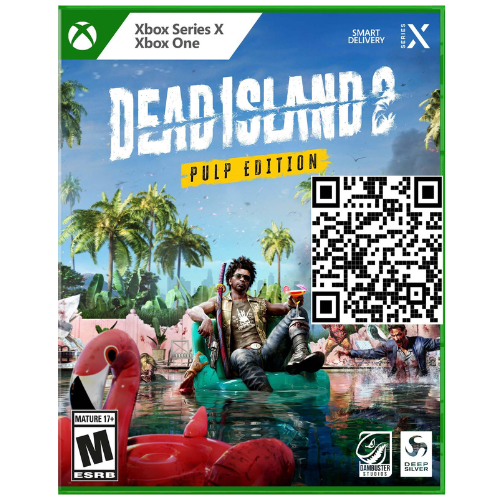 Xbox Series X
Xbox One
SMART
DELIVERY
SERIES
X
DEAD ISLAND 2
PULP EDITION
MATURE 17+
M
ESRB
DAMBUSTER
STUDIOS
DEEP
SILVER